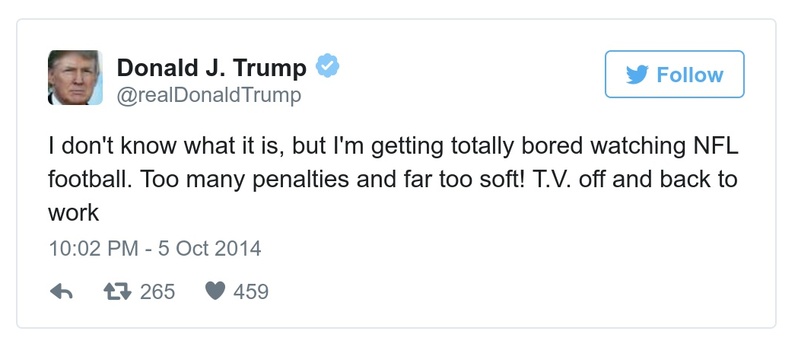 Donald J. Trump
@realDonaldTrump
Follow
I don't know what it is, but I'm getting totally bored watching NFL
football. Too many penalties and far too soft! T.V. off and back to
work
10:02 PM - 5 Oct 2014
265 459